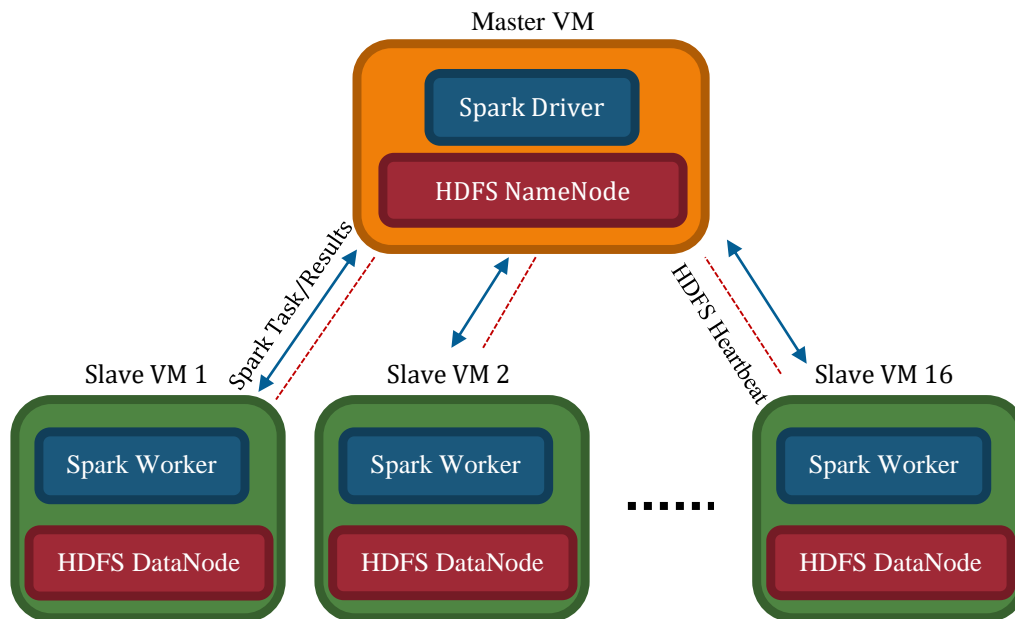 Master VM
Spark Driver
HDFS NameNode
Spark Task/Results
HDFS Heartbeat
Slave VM 1
Slave VM 2
Slave VM 16
Spark Worker
Spark Worker
Spark Worker
HDFS DataNode
HDFS DataNode
HDFS DataNode